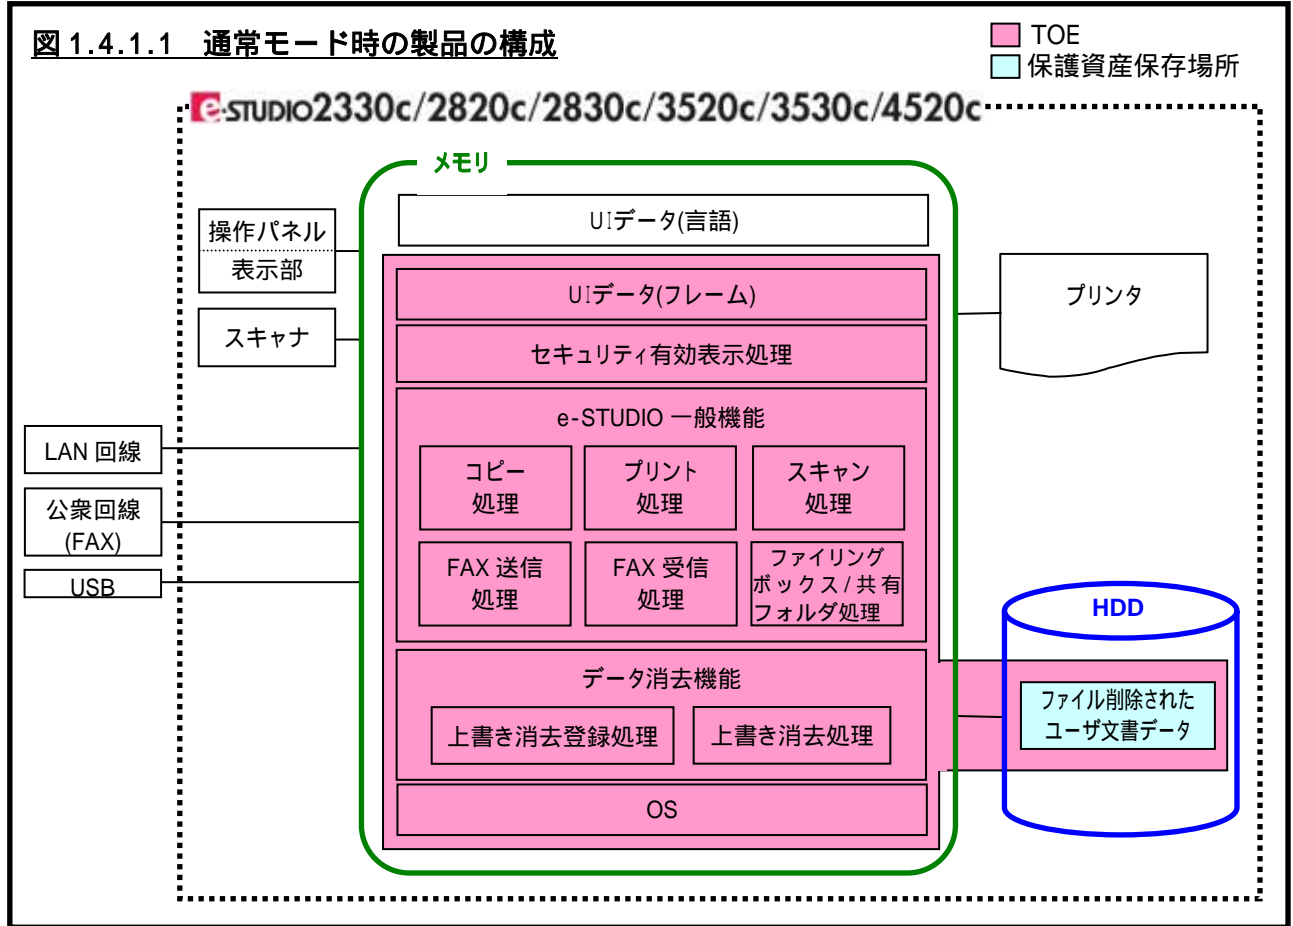 図 1.4.1.1　通常モード時の製品の構成
TOE
保護資産保存場所
e-STUDIO2330c/2820c/2830c/3520c/3530c/4520c
メモリ
UIデータ(言語)
操作パネル
表示部
UIデータ(フレーム)
プリンタ
スキャナ
セキュリティ有効表示処理
e-STUDIO 一般機能
LAN 回線
コピー
処理
プリント
処理
スキャン
処理
公衆回線
(FAX)
FAX 送信
処理
FAX 受信
処理
ファイリング
ボックス/共有
フォルダ処理
USB
HDD
データ消去機能
ファイル削除された
ユーザ文書データ
上書き消去登録処理
上書き消去処理
OS